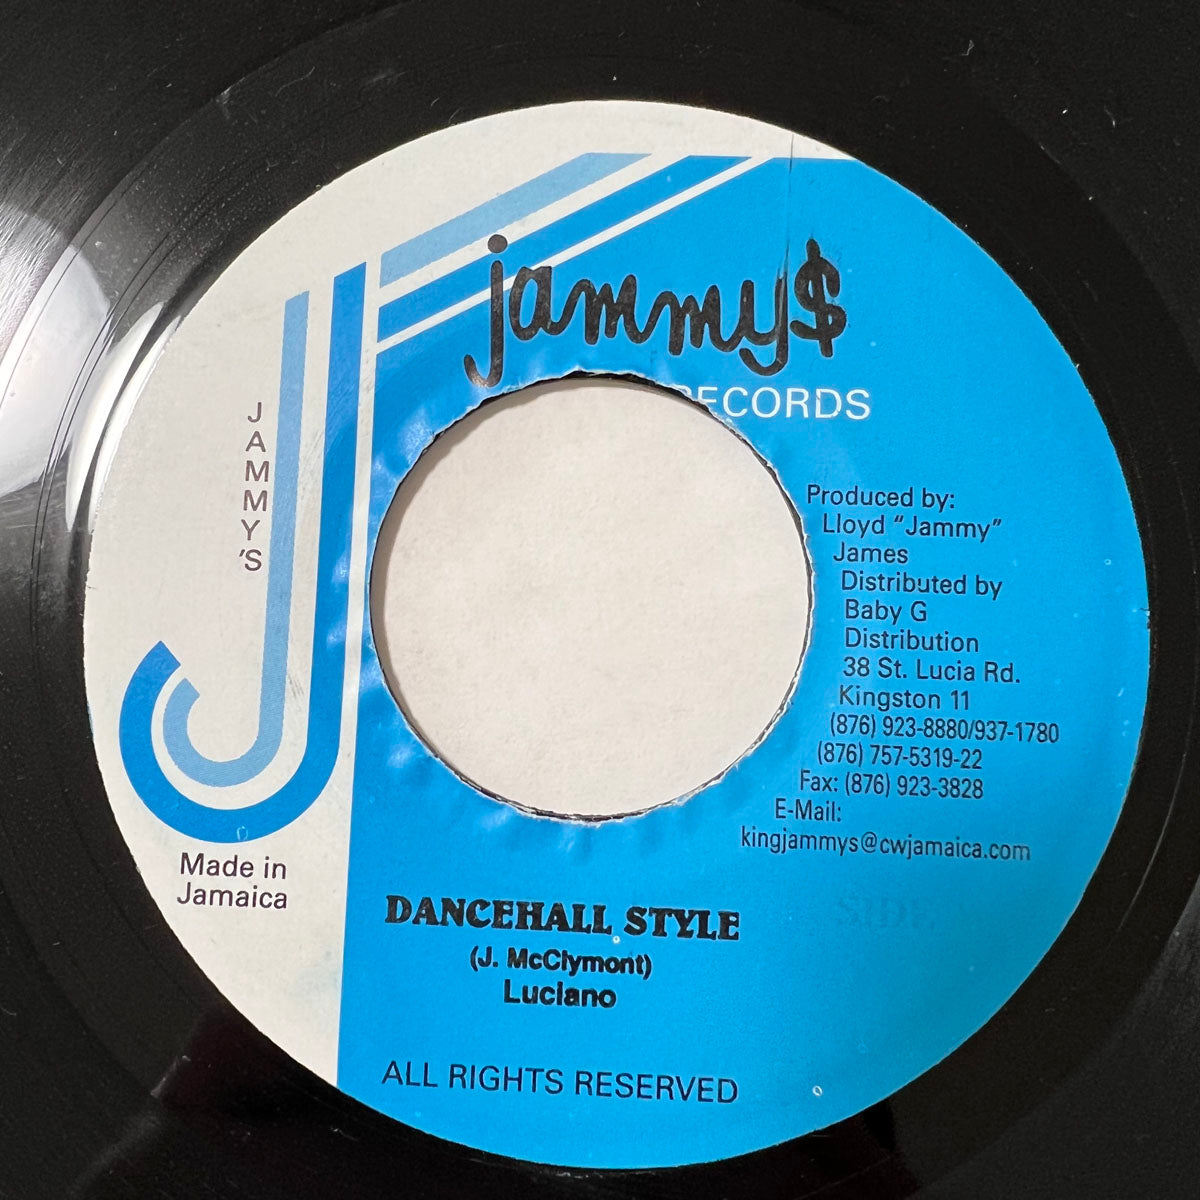 jammy$
RECORDS
JAMMY'S
Produced by:
Lloyd "Jammy"
James
Distributed by
Baby G
Distribution
38 St. Lucia Rd.
Kingston 11
(876) 923-8880/937-1780
(876) 757-5319-22
Fax: (876) 923-3828
E-Mail:
kingjammys@cwjamaica.com
Made in
Jamaica
DANCEHALL STYLE
(J. McClymont)
Luciano
ALL RIGHTS RESERVED